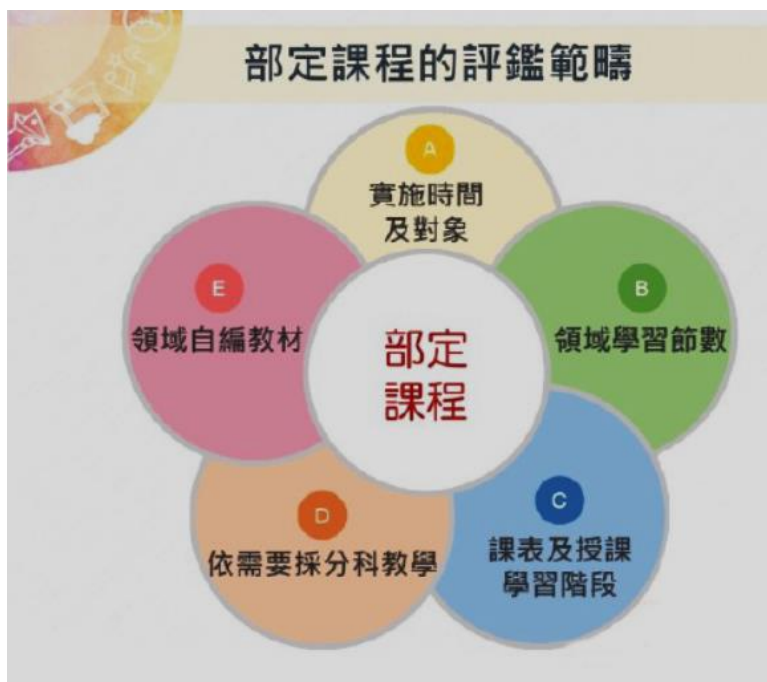 部定課程的評鑑範疇
A
實施時間
及對象
B
領域學習節數
C
課表及授課
學習階段
D
依需要採分科教學
E
領域自編教材
部定
課程